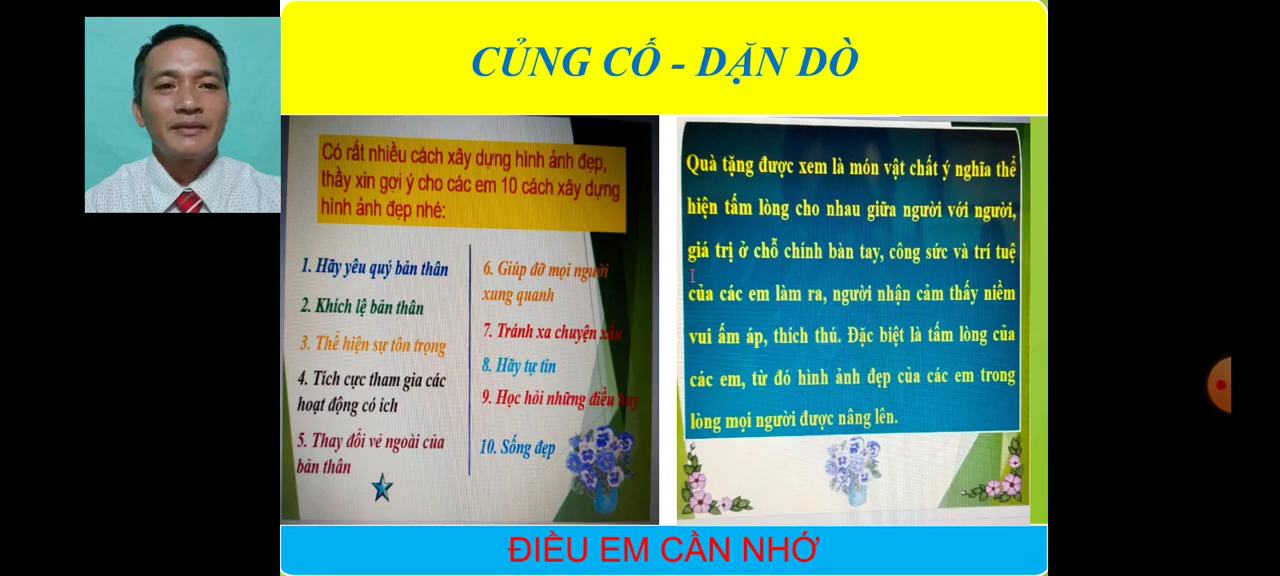 CỦNG CỐ - DẶN DÒ
Có rất nhiều cách xây dựng hình ảnh đẹp,
thầy xin gợi ý cho các em 10 cách xây dựng
hình ảnh đẹp nhé:
1. Hãy yêu quý bản thân
2. Khích lệ bản thân
3. Thể hiện sự tôn trọng
4. Tích cực tham gia các
hoạt động có ích
5. Thay đổi vẻ ngoài của
bản thân
6. Giúp đỡ mọi người
xung quanh
7. Tránh xa chuyện xấu
8. Hãy tự tin
9. Học hỏi những điều hay
10. Sống đẹp
Quà tặng được xem là món vật chất ý nghĩa thể
hiện tấm lòng cho nhau giữa người với người,
giá trị ở chỗ chính bàn tay, công sức và trí tuệ
của các em làm ra, người nhận cảm thấy niềm
vui ấm áp, thích thú. Đặc biệt là tấm lòng của
các em, từ đó hình ảnh đẹp của các em trong
lòng mọi người được nâng lên.
ĐIỀU EM CẦN NHỚ